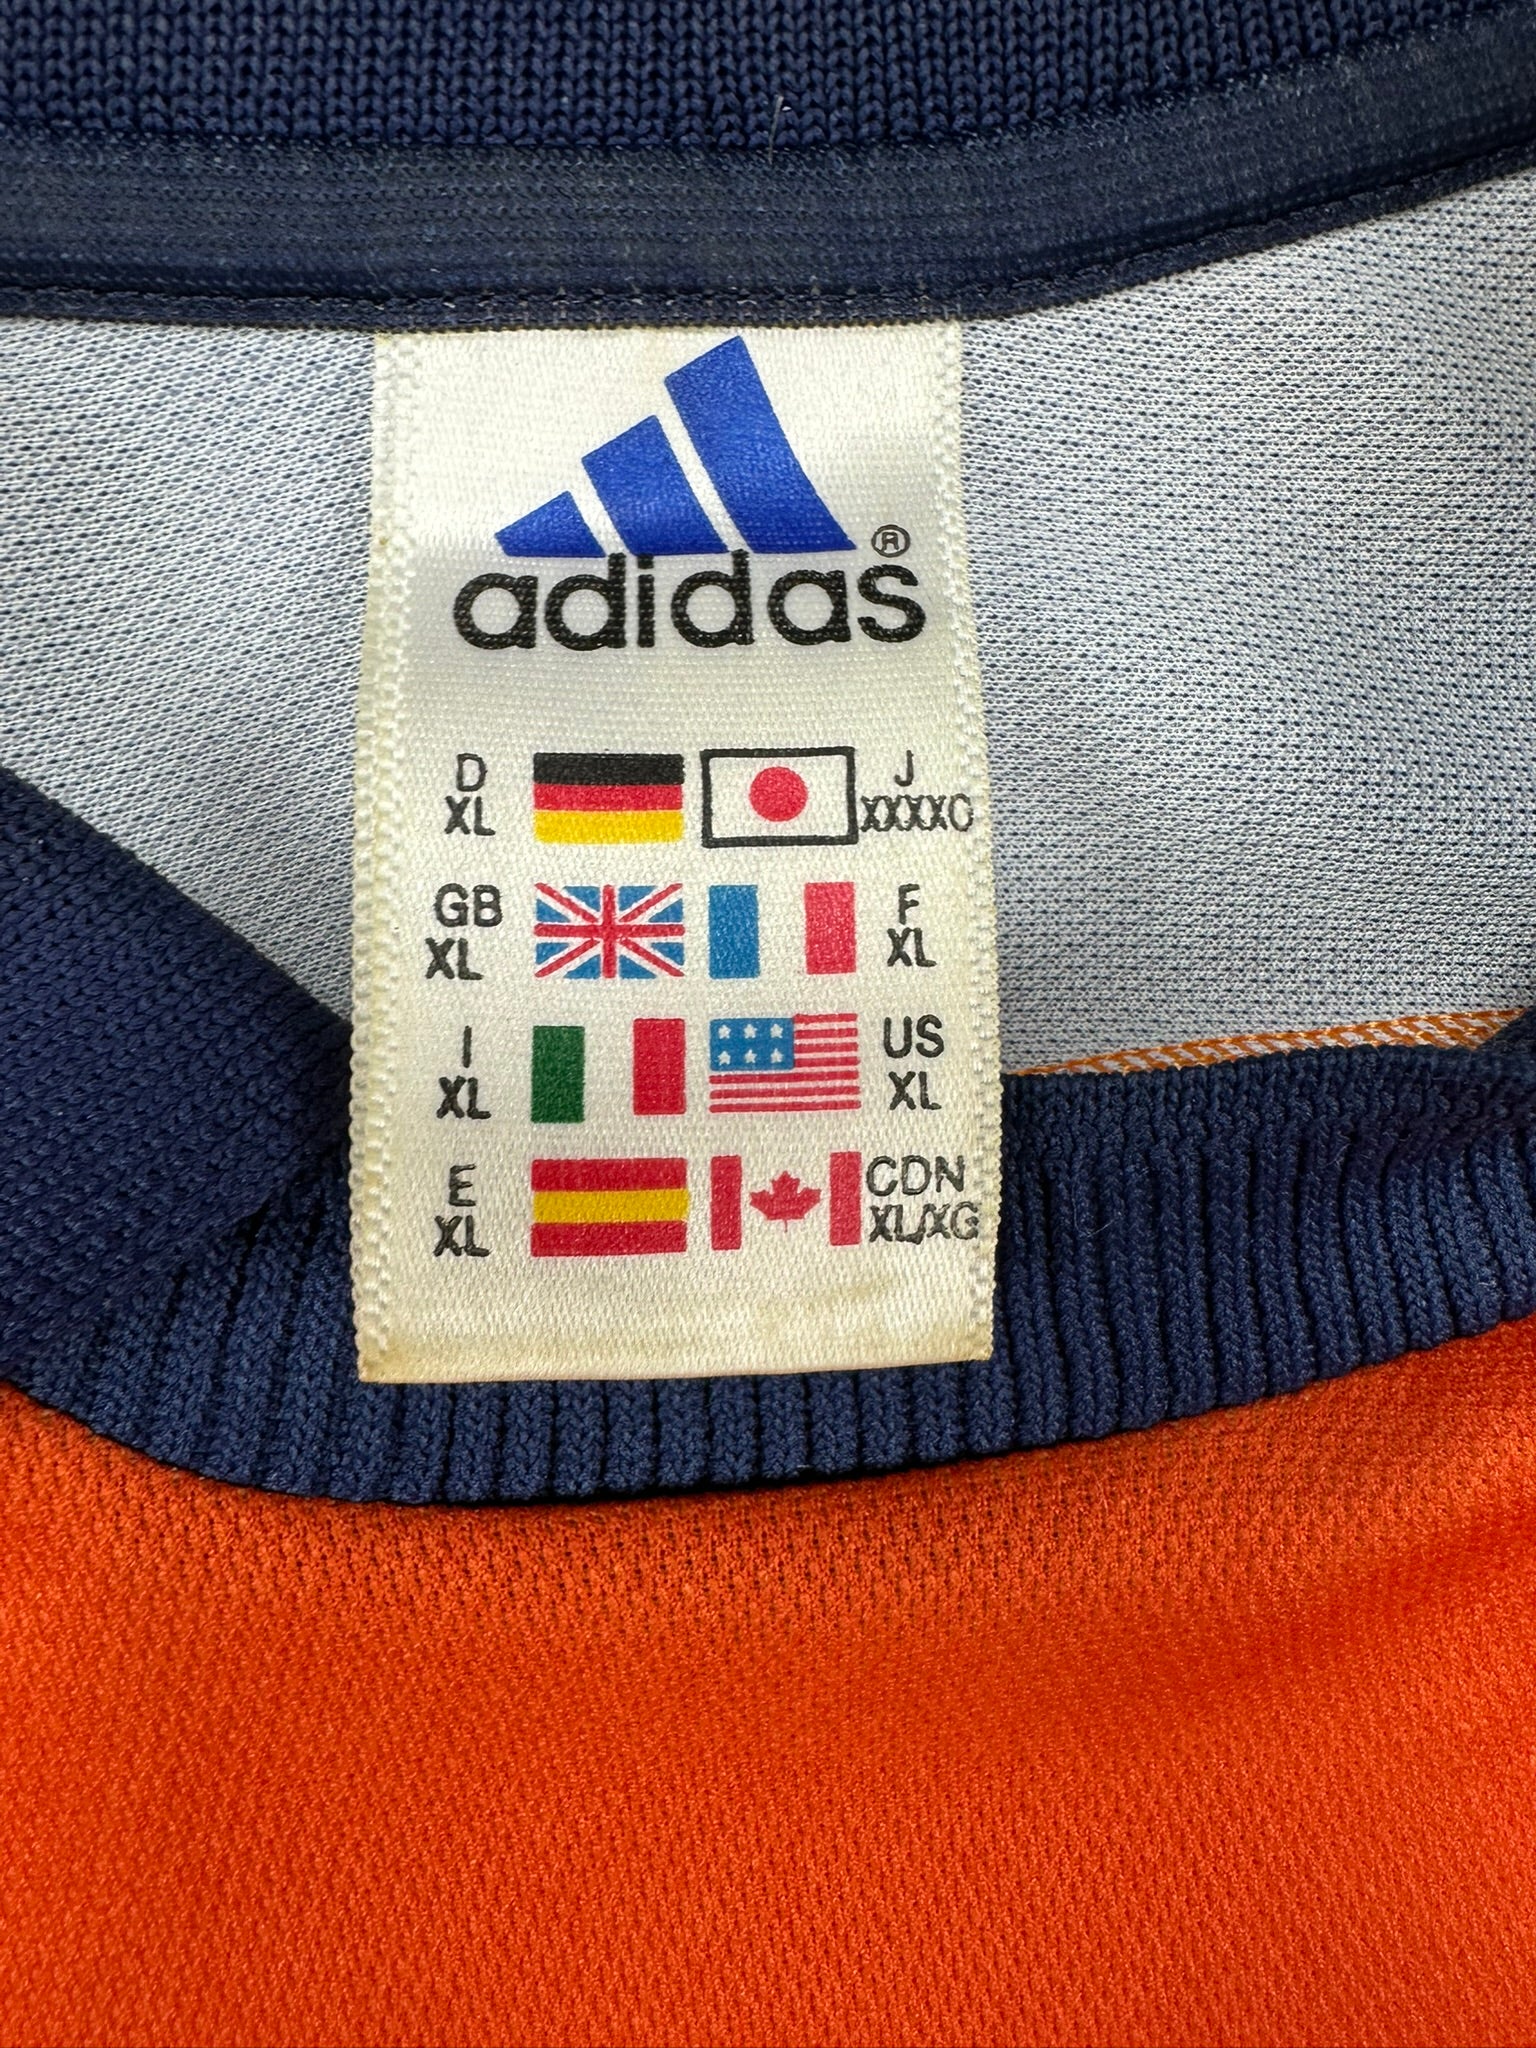 adidas®
D J
XL XXXXO
GB F
XL XL
I US
XL XL
E CDN
XL XL/XG